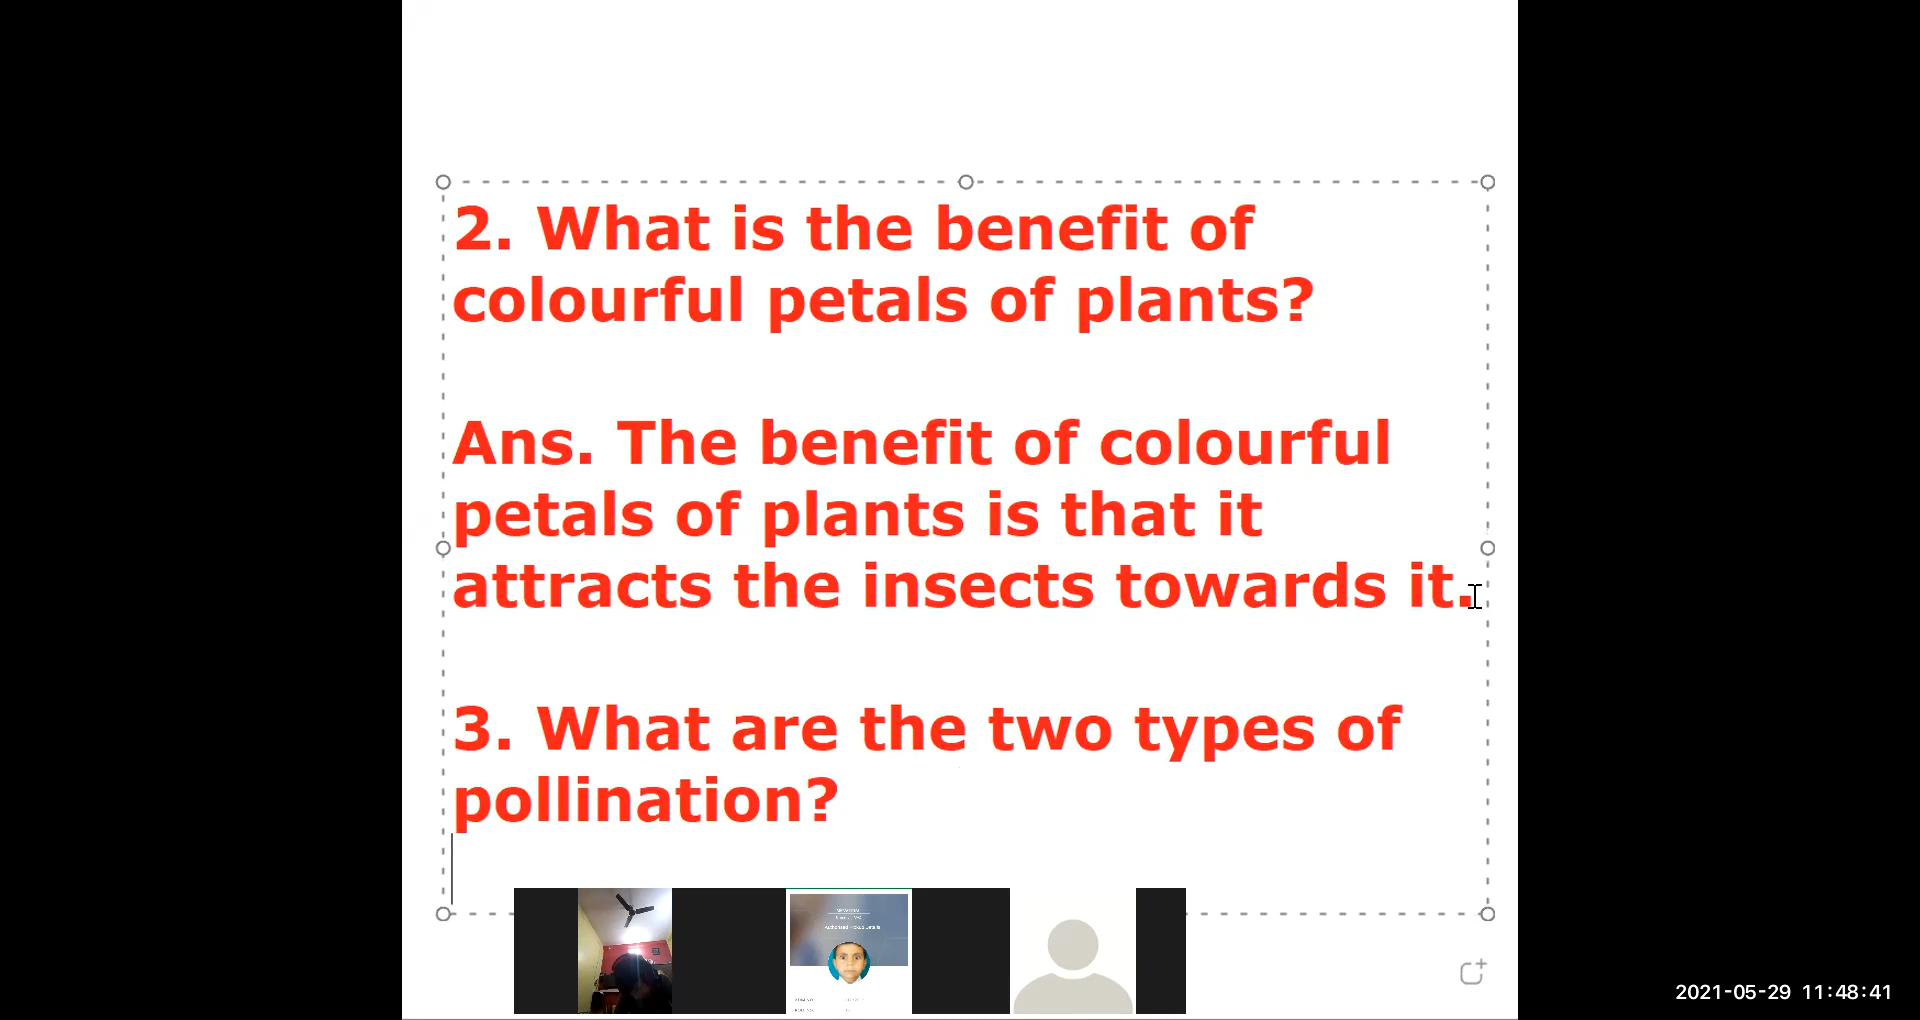 2. What is the benefit of
colourful petals of plants?
Ans. The benefit of colourful
petals of plants is that it
attracts the insects towards it.
3. What are the two types of
pollination?
2021-05-29 11:48:41